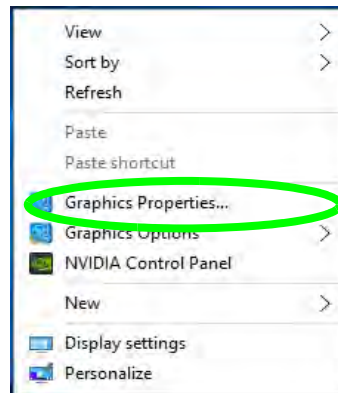 View
Sort by
Refresh
Paste
Paste shortcut
Graphics Properties...
Graphics Options
NVIDIA Control Panel
New
Display settings
Personalize